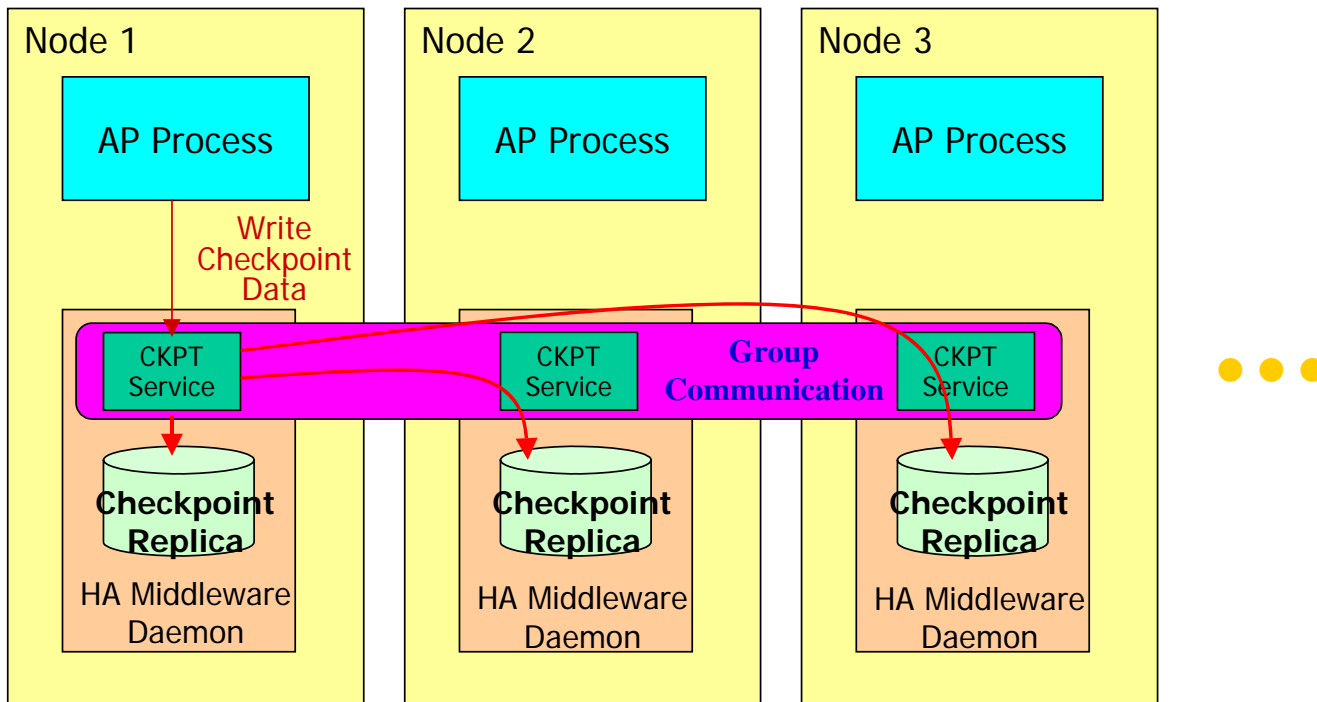 Node 1
AP Process
Write
Checkpoint
Data
CKPT
Service
Checkpoint
Replica
HA Middleware
Daemon
Node 2
AP Process
CKPT
Service
Group
Communication
Checkpoint
Replica
HA Middleware
Daemon
Node 3
AP Process
CKPT
Service
Checkpoint
Replica
HA Middleware
Daemon